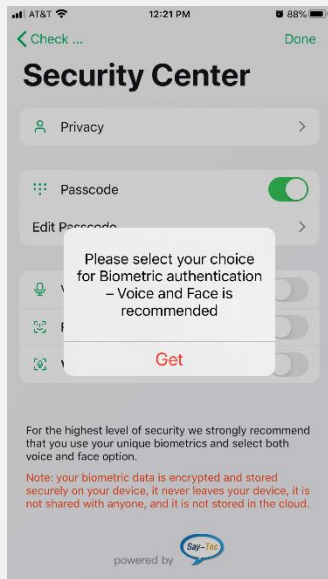 AT&T 12:21 PM 88%
Check ... Done
Security Center
Privacy
Passcode
Edit Passcode
Please select your choice
for Biometric authentication
– Voice and Face is
recommended
V
F
V
Get
For the highest level of security we strongly recommend
that you use your unique biometrics and select both
voice and face option.
Note: your biometric data is encrypted and stored
securely on your device, it never leaves your device, it is
not shared with anyone, and it is not stored in the cloud.
powered by Say-Tec